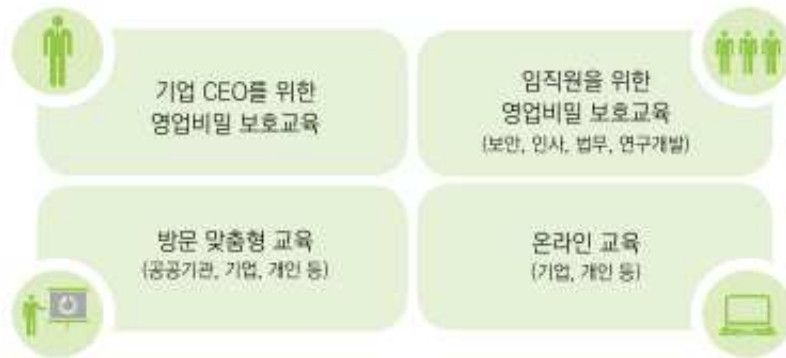 기업 CEO를 위한
영업비밀 보호교육
임직원을 위한
영업비밀 보호교육
(보안, 인사, 법무, 연구개발)
방문 맞춤형 교육
(공공기관, 기업, 개인 등)
온라인 교육
(기업, 개인 등)